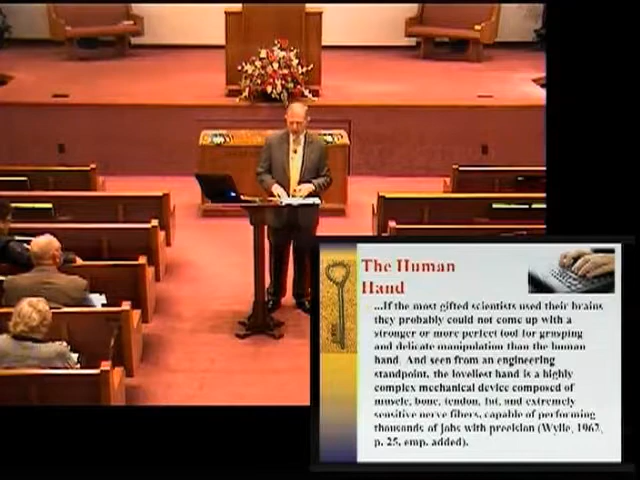 The Human
Hand
...If the most gifted scientists used their brains
they probably could not come up with a
stronger or more perfect tool for grasping
and delicate manipulation than the human
hand. And seen from an engineering
standpoint, the loveliest hand is a highly
complex mechanical device composed of
muscle, bone, tendon, fat, and extremely
sensitive nerve fibers, capable of performing
thousands of jobs with precision (Wylie, 1962,
p. 25, emp. added).